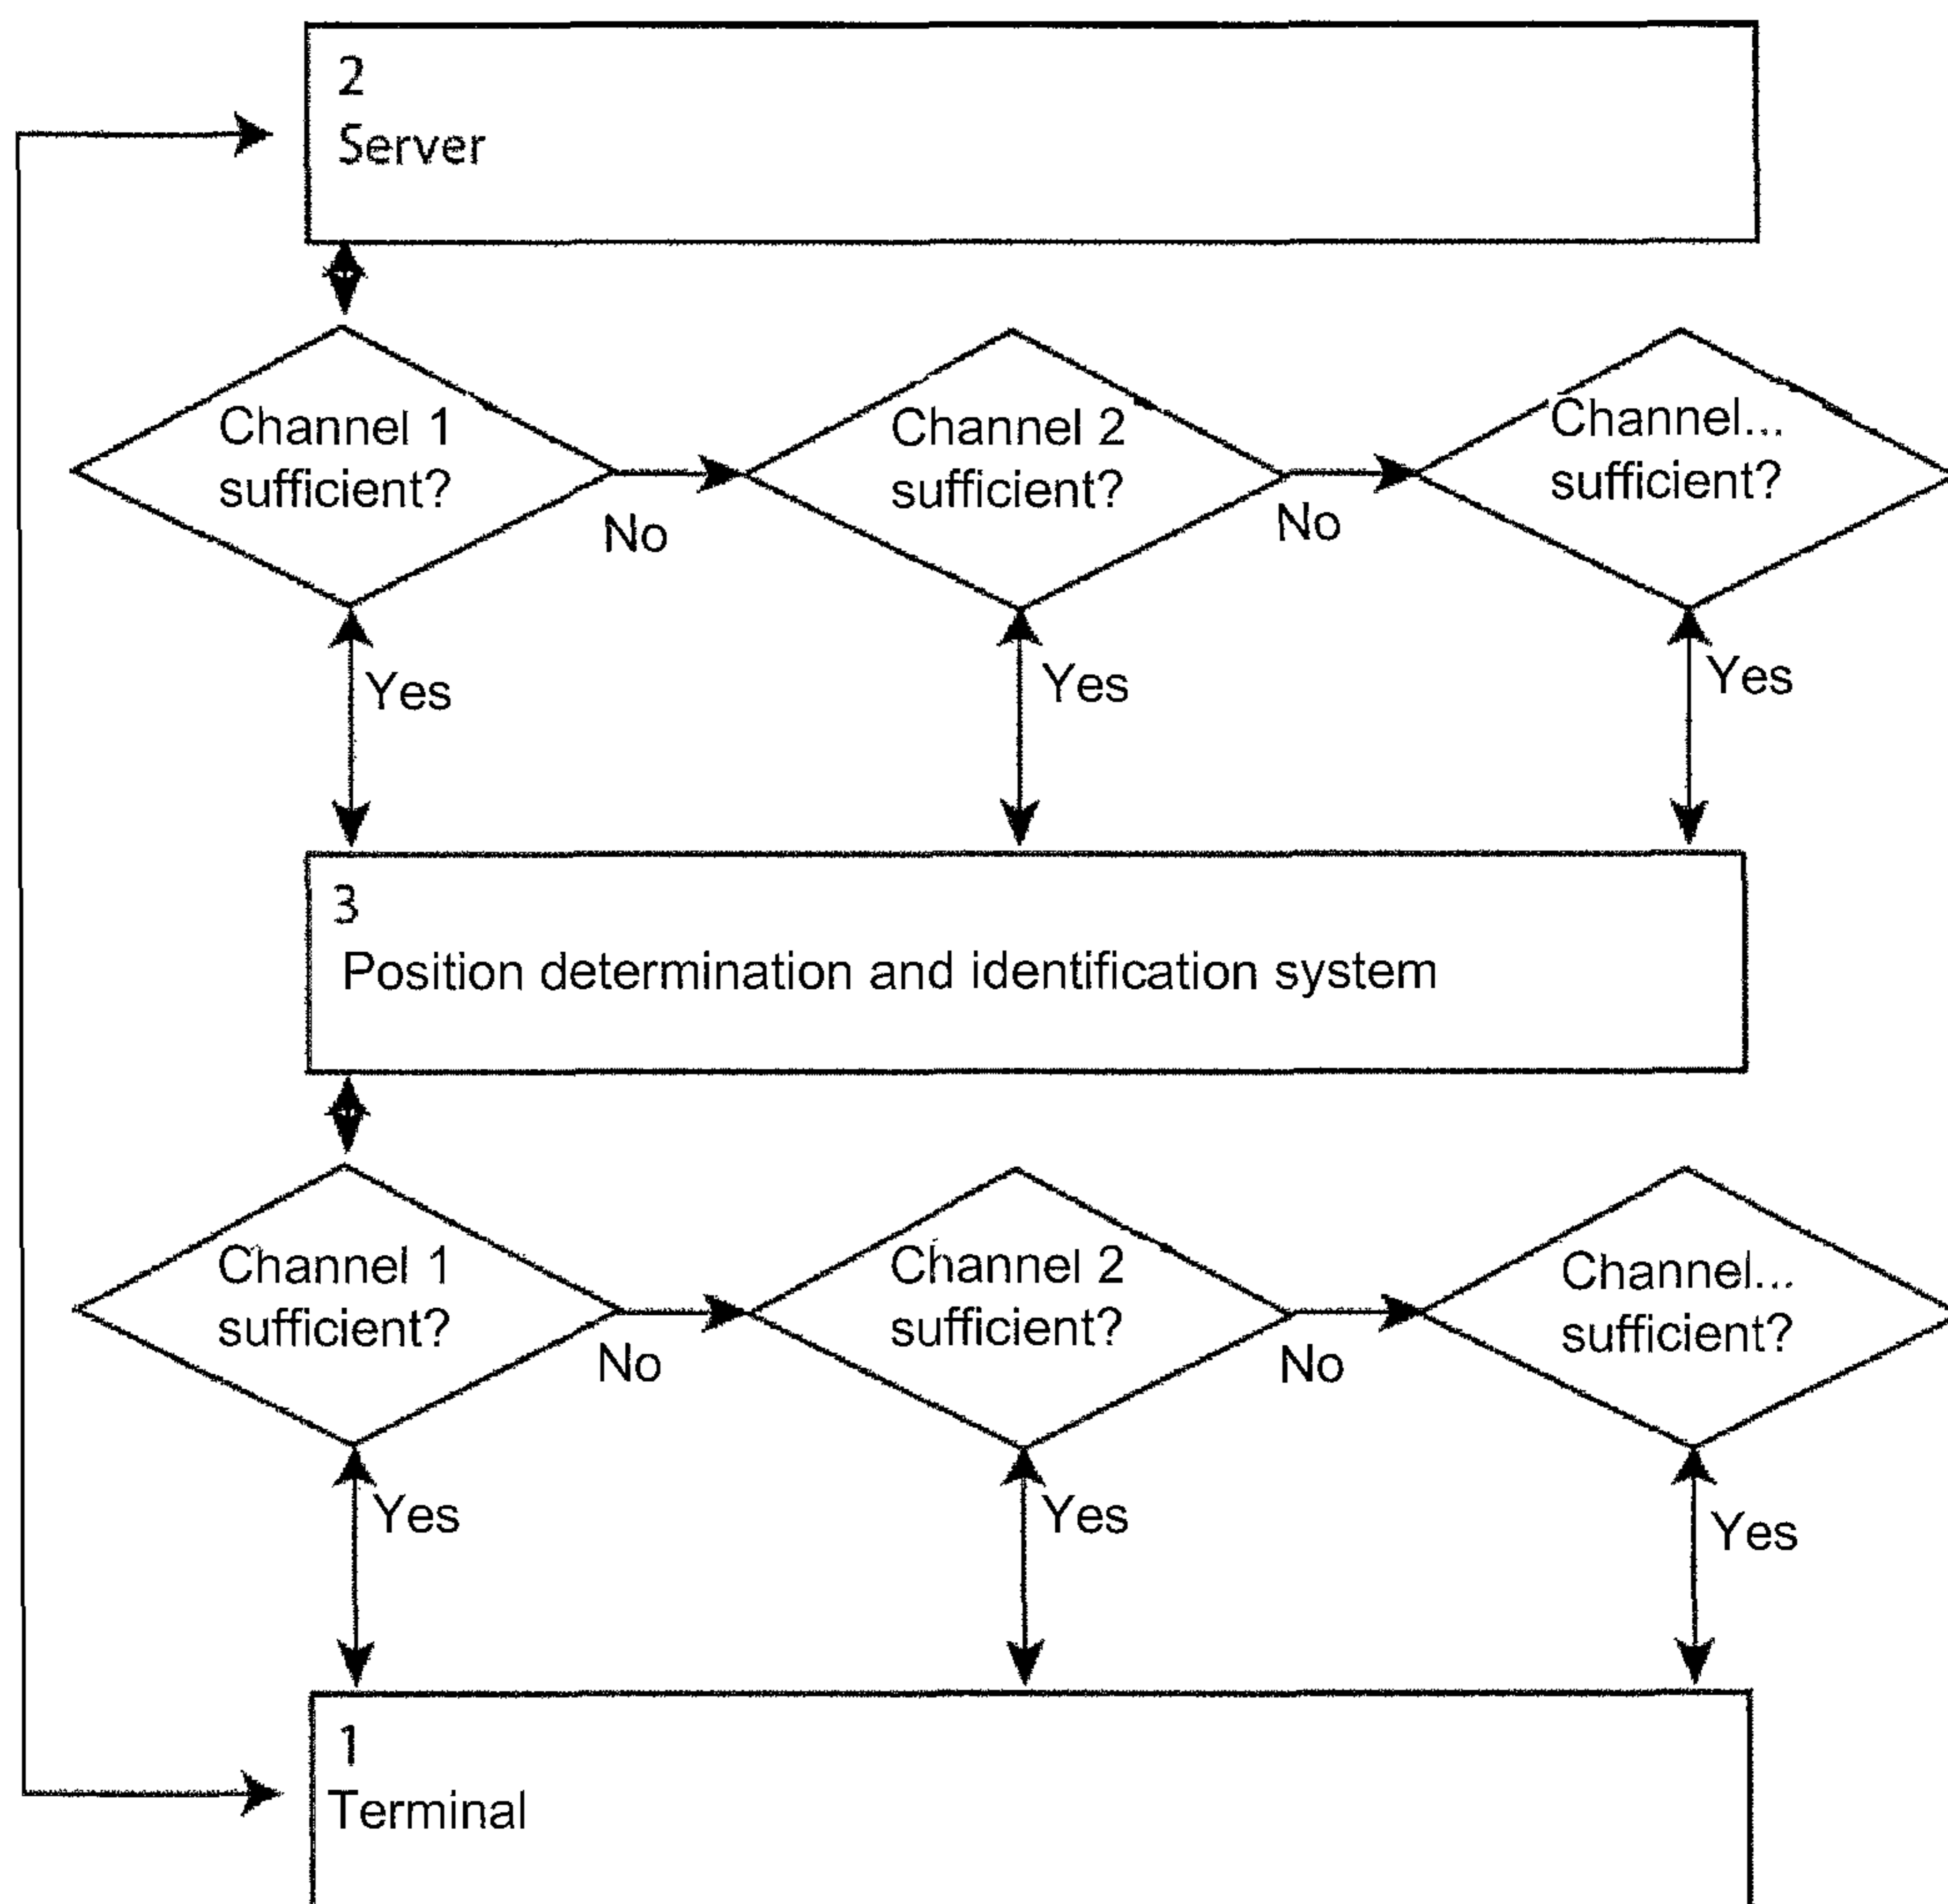 2
Server
Channel 1
sufficient?
Channel 2
sufficient?
Channel...
sufficient?
No
No
Yes
Yes
Yes
3
Position determination and identification system
Channel 1
sufficient?
Channel 2
sufficient?
Channel...
sufficient?
No
No
Yes
Yes
Yes
1
Terminal